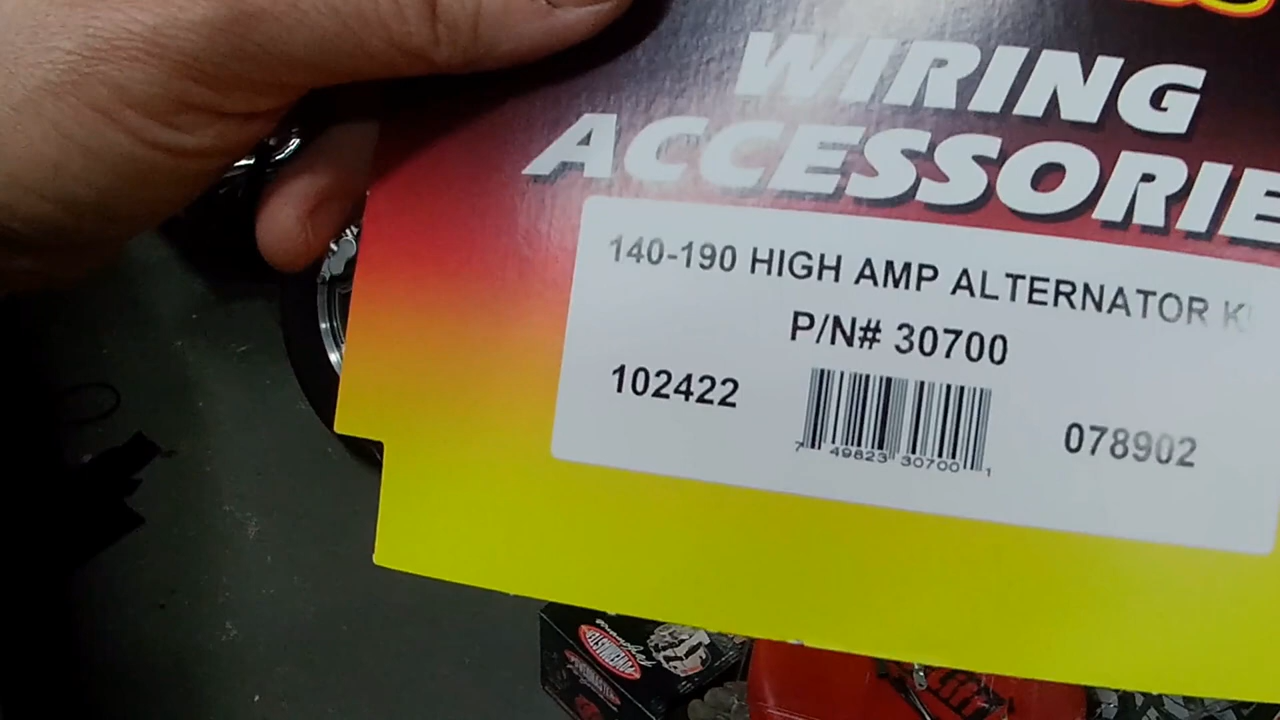 WIRING
ACCESSORIE
140-190 HIGH AMP ALTERNATOR K
P/N# 30700
102422
078902
7 49823 30700 1